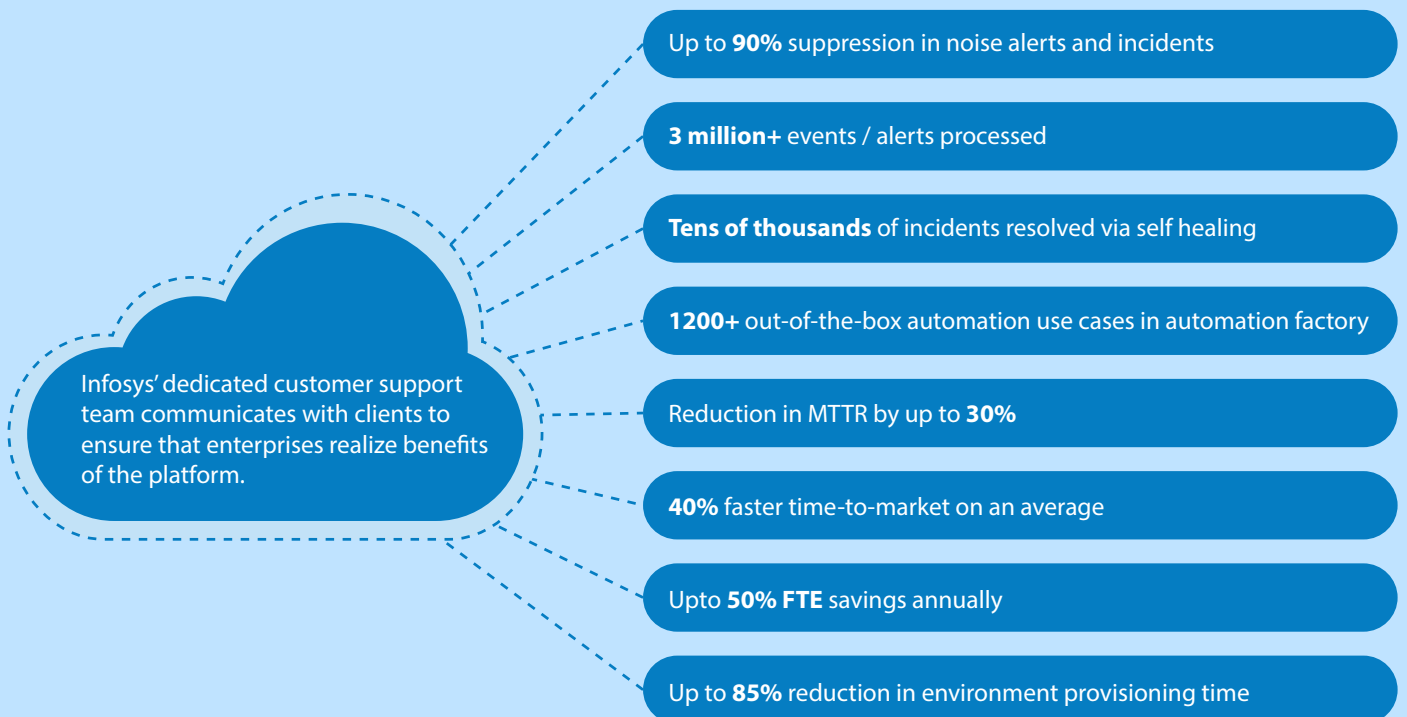 Up to 90% suppression in noise alerts and incidents
3 million+ events / alerts processed
Tens of thousands of incidents resolved via self healing
1200+ out-of-the-box automation use cases in automation factory
Infosys’ dedicated customer support
team communicates with clients to
ensure that enterprises realize benefits
of the platform.
Reduction in MTTR by up to 30%
40% faster time-to-market on an average
Upto 50% FTE savings annually
Up to 85% reduction in environment provisioning time